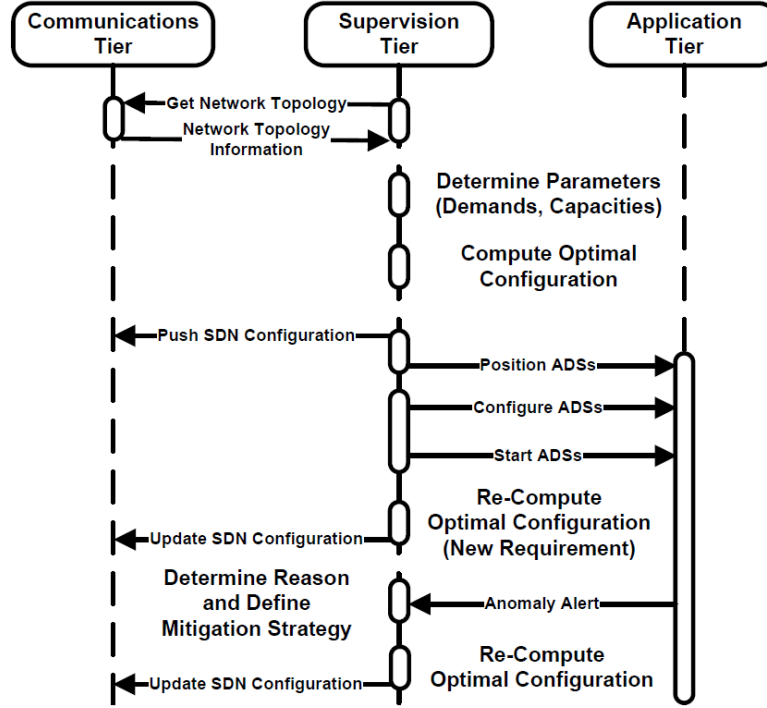 Communications
Tier
Supervision
Tier
Application
Tier
Get Network Topology
Network Topology
Information
Determine Parameters
(Demands, Capacities)
Compute Optimal
Configuration
Push SDN Configuration
Position ADSs
Configure ADSs
Start ADSs
Re-Compute
Optimal Configuration
(New Requirement)
Update SDN Configuration
Determine Reason
and Define
Mitigation Strategy
Anomaly Alert
Re-Compute
Optimal Configuration
Update SDN Configuration